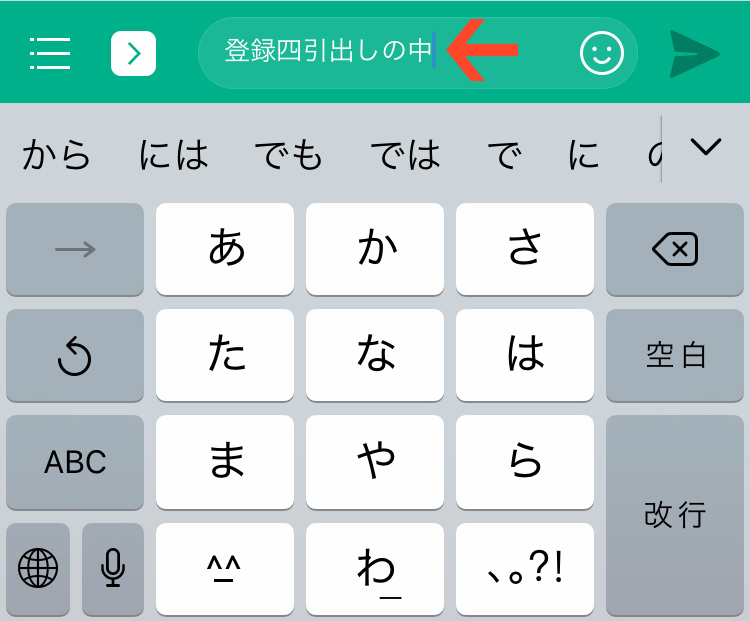 登録四引出しの中
から には でも では で に の
→ あ か さ
た な は 空白
ABC ま や ら
^_^ わ_ 、。?! 改行